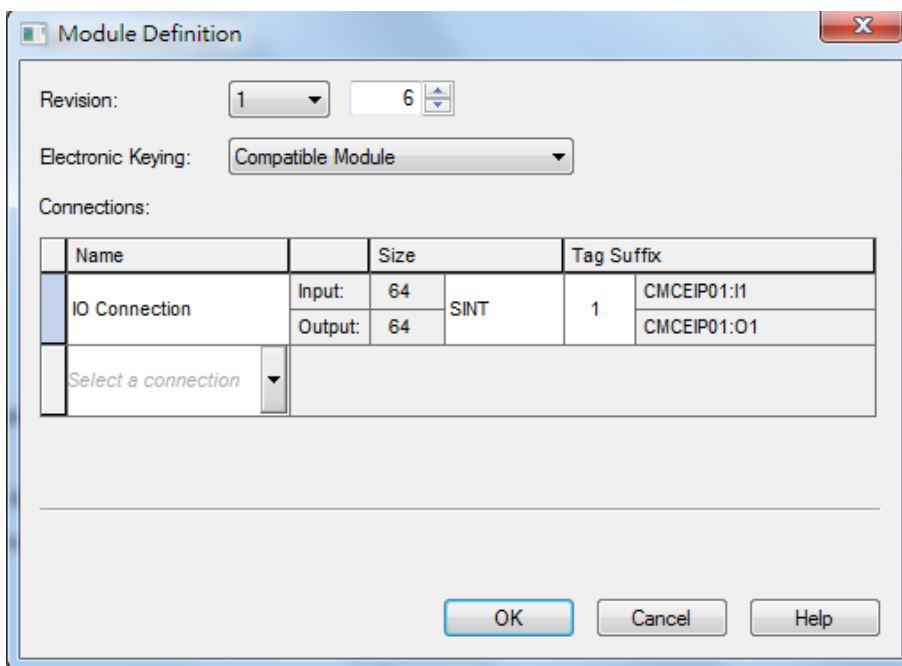 Module Definition
Revision: 1 6
Electronic Keying: Compatible Module
Connections:
Name Size Tag Suffix
IO Connection Input: 64 SINT 1 CMCEIP01:I1
Output: 64 CMCEIP01:O1
Select a connection
OK Cancel Help